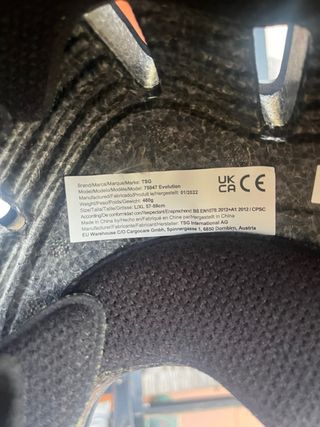 Brand/Marca/Marque/Marke: TSG
Model/Modelo/Modèle/Model: 75047 Evolution
Manufactured/Fabricado/Produit le/Hergestellt: 01/2022
Weight/Peso/Poids/Gewicht: 460g
Size/Talla/Taille/Grösse: L/XL 57-59cm
According/De conformidad con/respectant/Ensprechend: BS EN1078:2012+A1:2012 / CPSC
Made in China by/Hecho en/Fabriqué en Chine par/Hergestellt in China
Manufacturer/Fabricante/Fabricant/Hersteller: TSG International AG
EU Warehouse C/O Cargocare Gmbh, Spinnergasse 1, 6850 Dornbirn, Austria
UK
CA CE